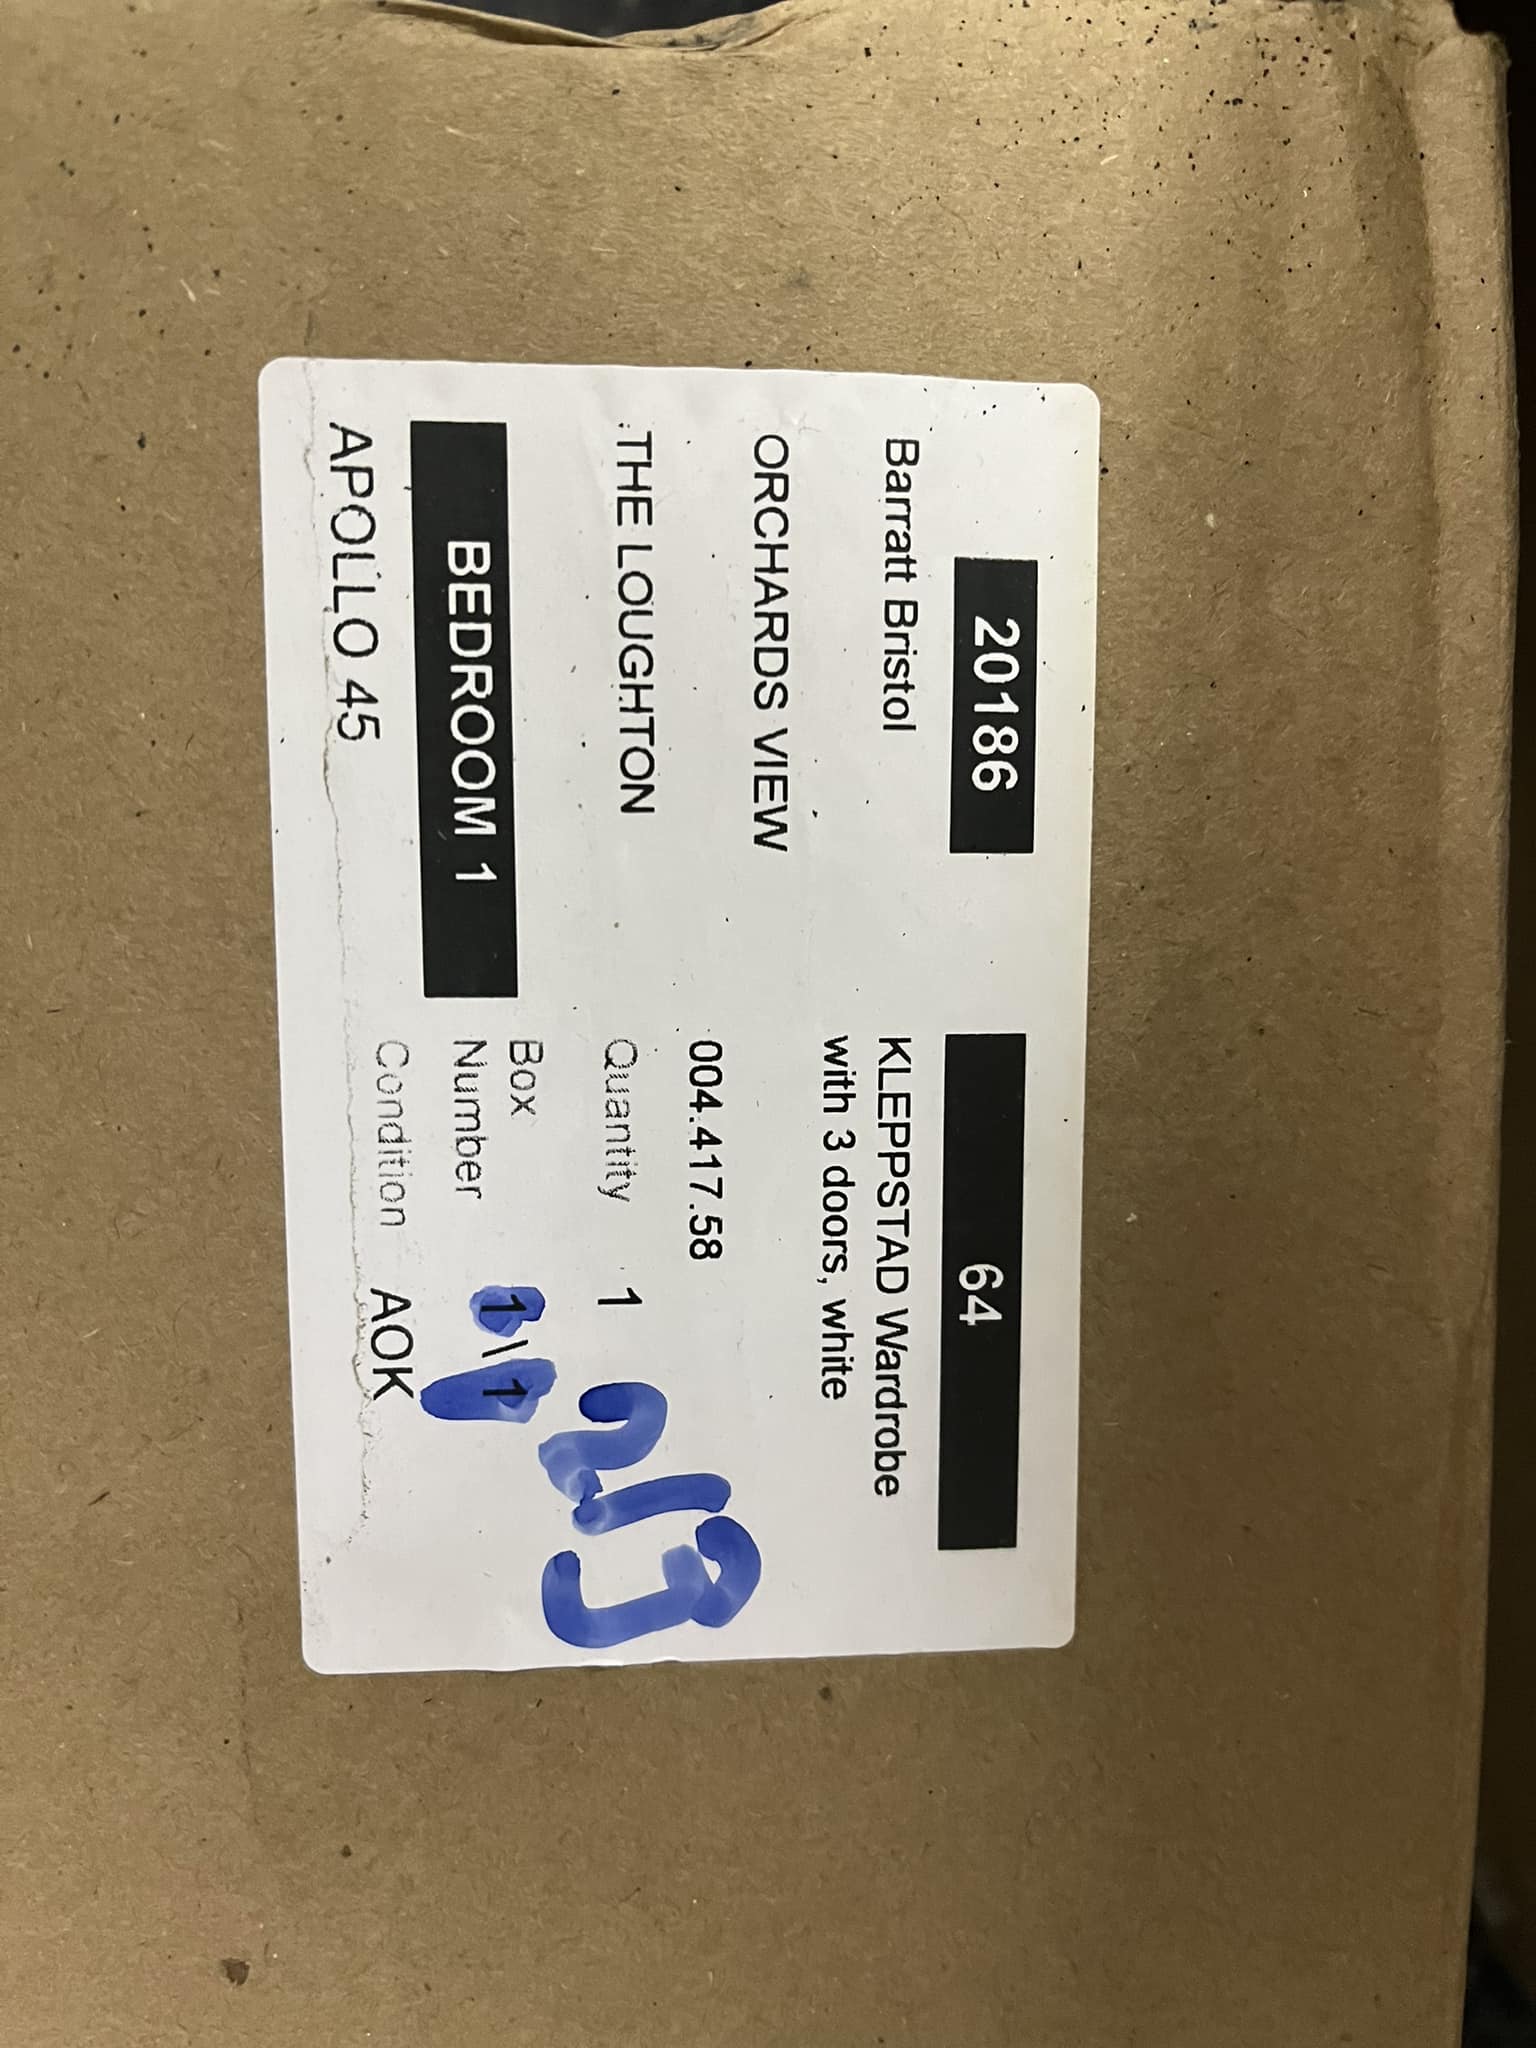 20186
64
Barratt Bristol
KLEPPSTAD Wardrobe
with 3 doors, white
ORCHARDS VIEW
004.417.58
THE LOUGHTON
Quantity 1
2/3
BEDROOM 1
Box
Number 1\1
APOLLO 45
Condition AOK